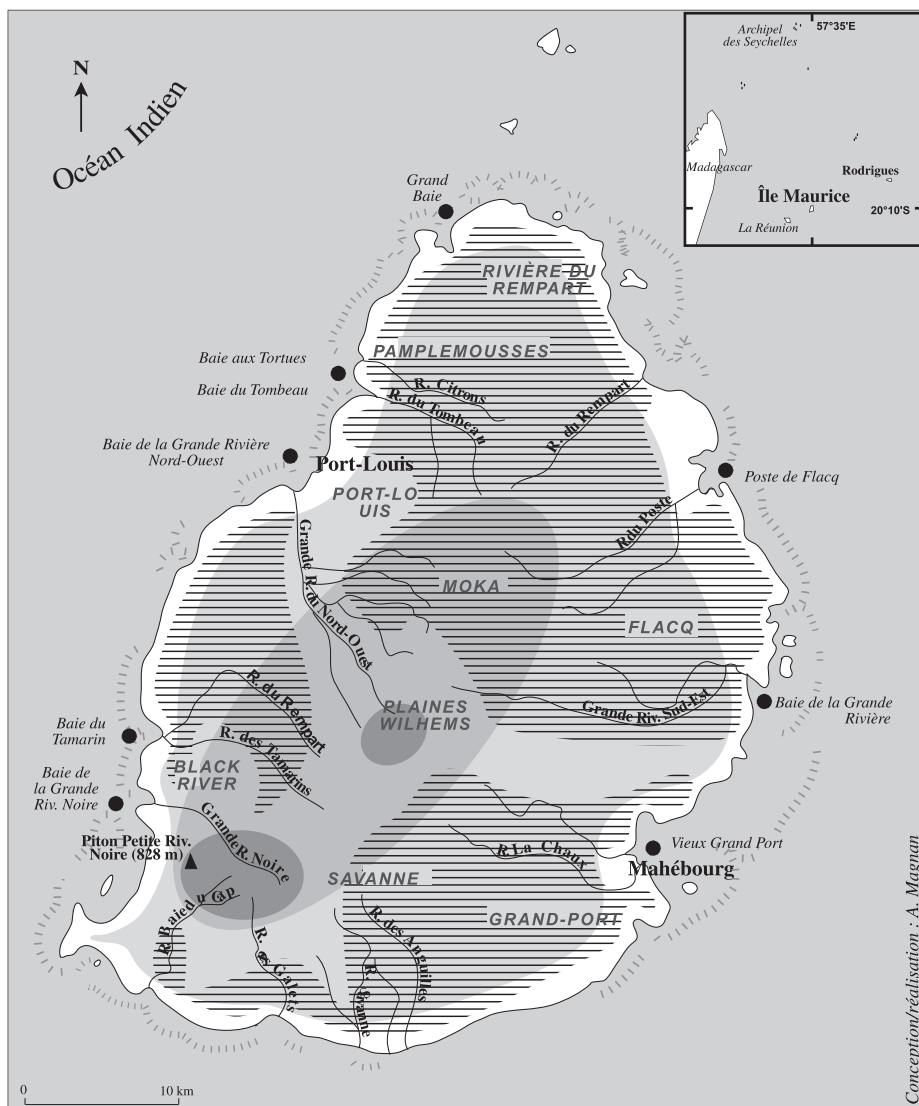 N
Océan Indien
Archipel
des Seychelles
57°35'E
Madagascar
Rodrigues
Île Maurice
20°10'S
La Réunion
Grand
Baie
RIVIÈRE DU
REMPART
Baie aux Tortues
PAMPLEMOUSSES
Baie du Tombeau
R. Citrons
R. du Tombeau
R. du Rempart
Baie de la Grande Rivière
Nord-Ouest
Port-Louis
PORT-LO
UIS
Poste de Flacq
R.du Poste
Grande R. du Nord-Ouest
MOKA
FLACQ
PLAINES
WILHEMS
Grande Riv. Sud-Est
Baie de la Grande
Rivière
R. du Rempart
Baie du
Tamarin
R. des Tamarins
BLACK
RIVER
Baie de
la Grande
Riv. Noire
Grande R. Noire
Piton Petite Riv.
Noire (828 m)
R. La Chaux
Vieux Grand Port
Mahébourg
SAVANNE
GRAND-PORT
R. Baie du Cap
R. des Anguilles
Conception/réalisation : A. Magnan
0
10 km